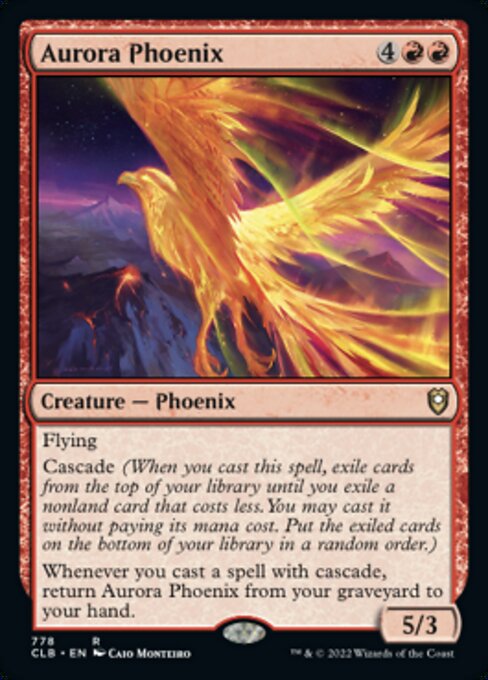 Aurora Phoenix 4
Creature — Phoenix
Flying
Cascade (When you cast this spell, exile cards
from the top of your library until you exile a
nonland card that costs less. You may cast it
without paying its mana cost. Put the exiled cards
on the bottom of your library in a random order.)
Whenever you cast a spell with cascade,
return Aurora Phoenix from your graveyard to
your hand.
5/3
778 R
CLB • EN Caio Monteiro
™ & © 2022 Wizards of the Coast